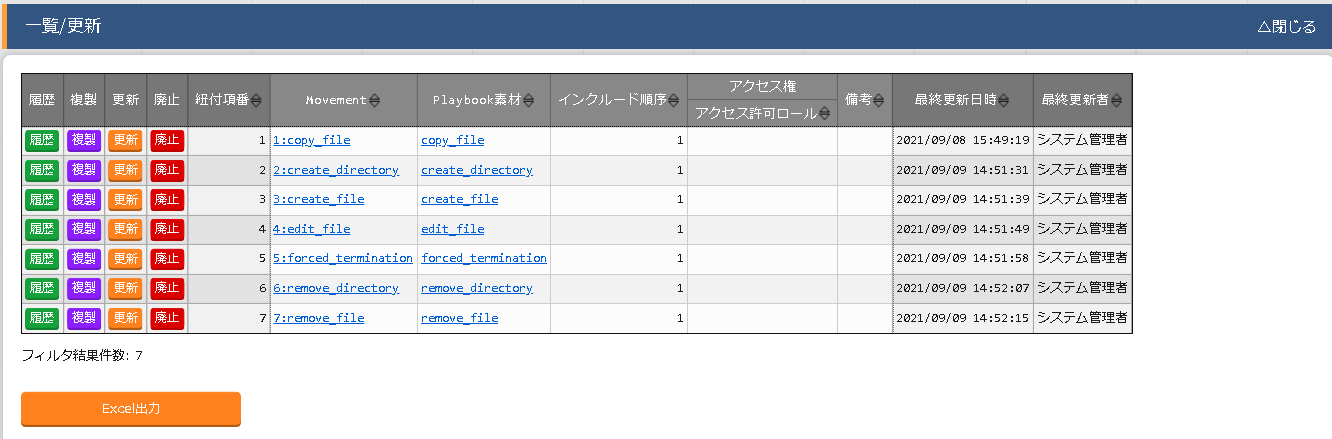 一覧/更新 △閉じる
アクセス権
履歴 複製 更新 廃止 紐付項番 Movement Playbook素材 インクルード順序 アクセス許可ロール 備考 最終更新日時 最終更新者
履歴 複製 更新 廃止 1 1:copy_file copy_file 1 2021/09/08 15:49:19 システム管理者
履歴 複製 更新 廃止 2 2:create_directory create_directory 1 2021/09/09 14:51:31 システム管理者
履歴 複製 更新 廃止 3 3:create_file create_file 1 2021/09/09 14:51:39 システム管理者
履歴 複製 更新 廃止 4 4:edit_file edit_file 1 2021/09/09 14:51:49 システム管理者
履歴 複製 更新 廃止 5 5:forced_termination forced_termination 1 2021/09/09 14:51:58 システム管理者
履歴 複製 更新 廃止 6 6:remove_directory remove_directory 1 2021/09/09 14:52:07 システム管理者
履歴 複製 更新 廃止 7 7:remove_file remove_file 1 2021/09/09 14:52:15 システム管理者
フィルタ結果件数: 7
Excel出力